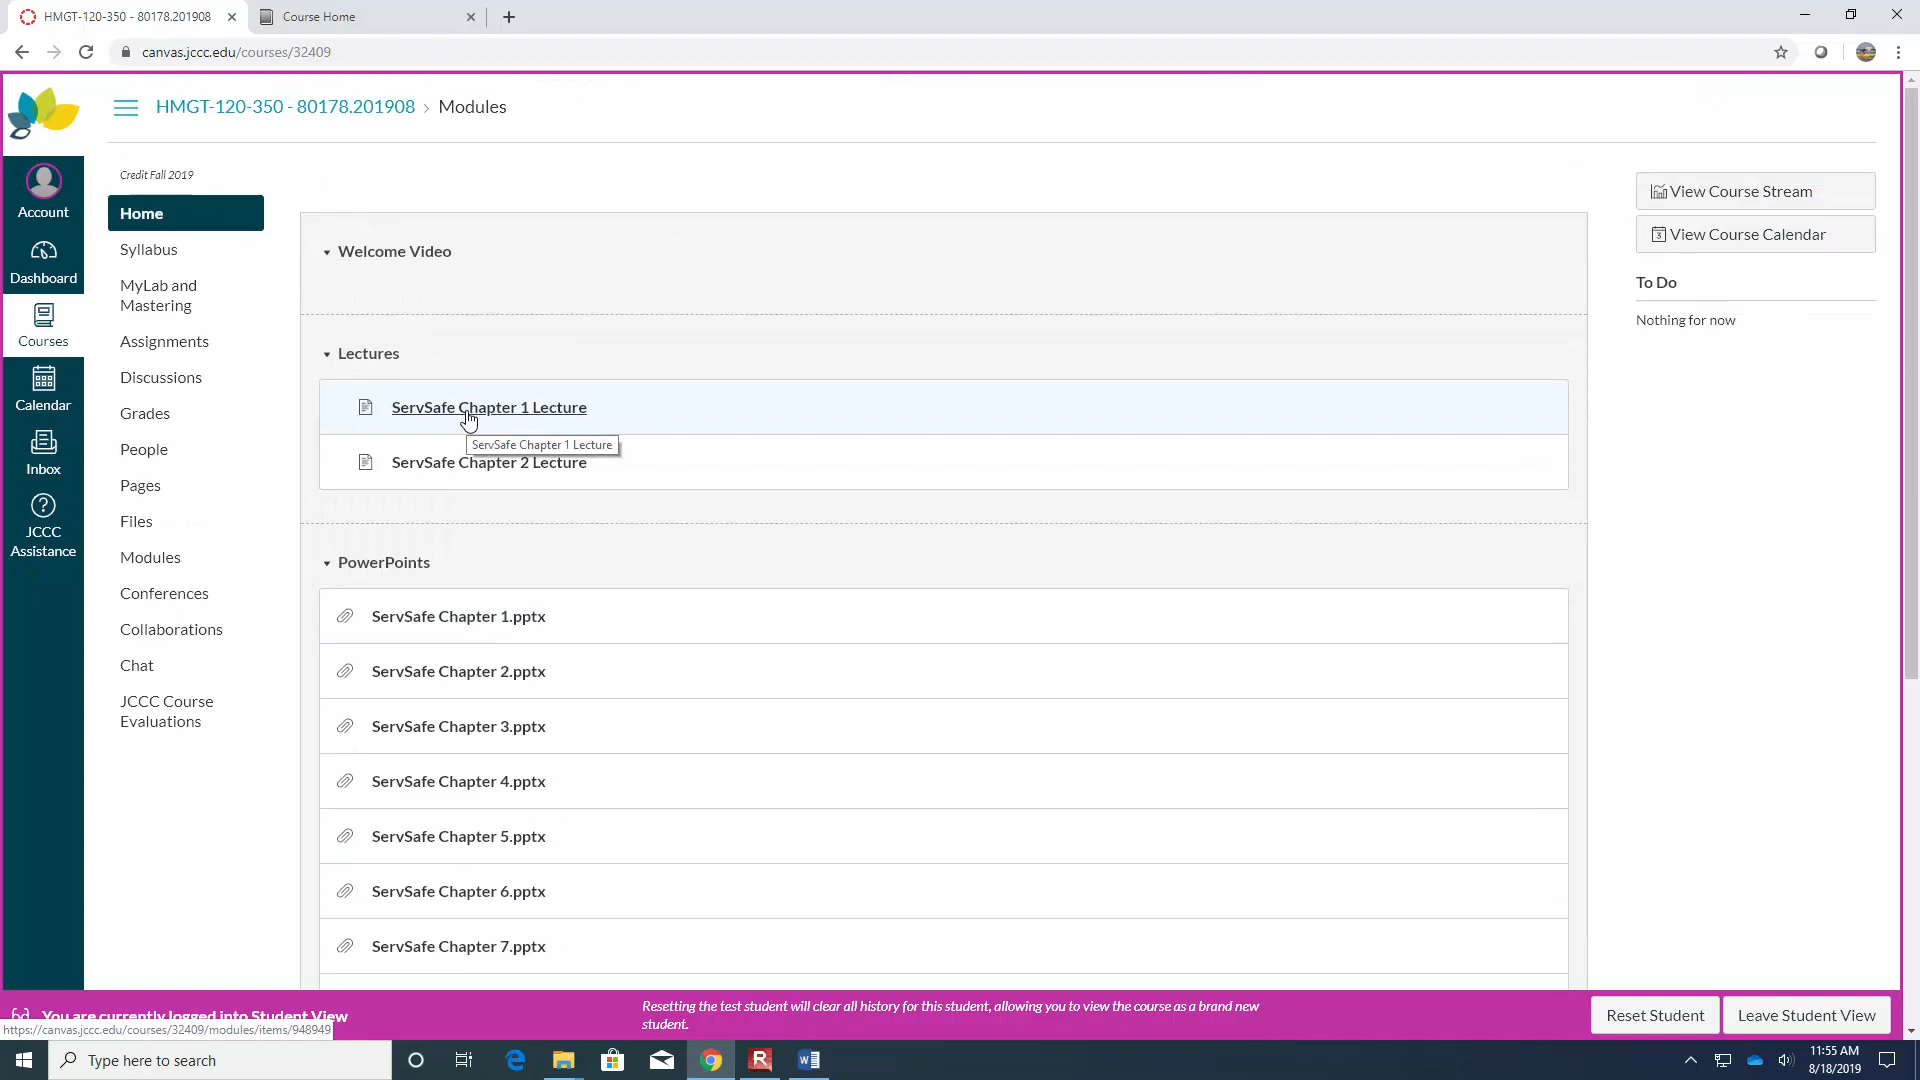 HMGT-120-350 - 80178.201908
Course Home
canvas.jccc.edu/courses/32409
HMGT-120-350 - 80178.201908 › Modules
Account
Dashboard
Courses
Calendar
Inbox
JCCC
Assistance
Credit Fall 2019
Home
Syllabus
MyLab and
Mastering
Assignments
Discussions
Grades
People
Pages
Files
Modules
Conferences
Collaborations
Chat
JCCC Course
Evaluations
Welcome Video
Lectures
ServSafe Chapter 1 Lecture
ServSafe Chapter 1 Lecture
ServSafe Chapter 2 Lecture
PowerPoints
ServSafe Chapter 1.pptx
ServSafe Chapter 2.pptx
ServSafe Chapter 3.pptx
ServSafe Chapter 4.pptx
ServSafe Chapter 5.pptx
ServSafe Chapter 6.pptx
ServSafe Chapter 7.pptx
View Course Stream
3
View Course Calendar
To Do
Nothing for now
You are currently logged into Student View
https://canvas.jccc.edu/courses/32409/modules/items/948949
Resetting the test student will clear all history for this student, allowing you to view the course as a brand new
student.
Reset Student
Leave Student View
Type here to search
11:55 AM
8/18/2019